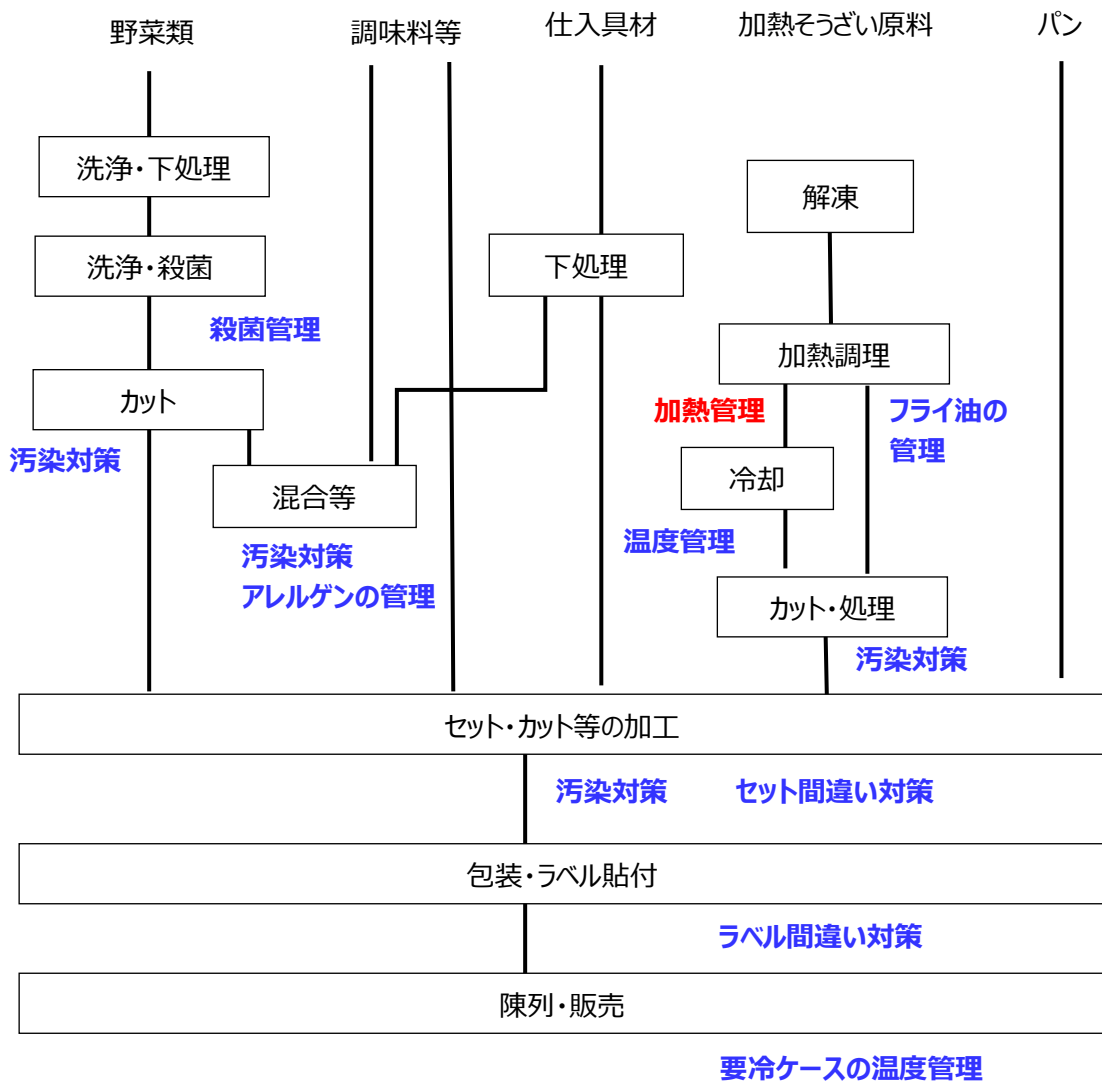 野菜類
調味料等
仕入具材
加熱そうざい原料
パン
洗浄・下処理
解凍
洗浄・殺菌
下処理
殺菌管理
加熱調理
カット
加熱管理
フライ油の
管理
汚染対策
冷却
混合等
温度管理
汚染対策
アレルゲンの管理
カット・処理
汚染対策
セット・カット等の加工
汚染対策
セット間違い対策
包装・ラベル貼付
ラベル間違い対策
陳列・販売
要冷ケースの温度管理